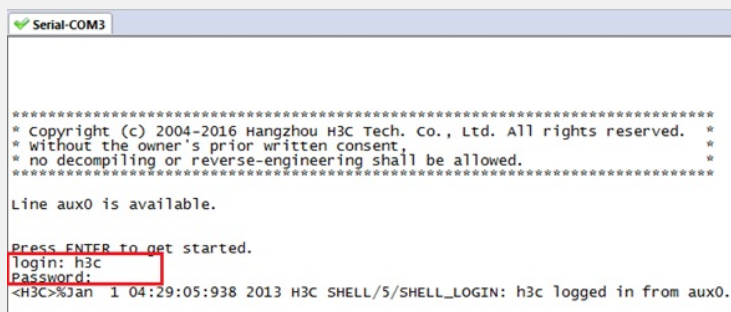 Serial-COM3
******************************************************************************
* Copyright (c) 2004-2016 Hangzhou H3C Tech. Co., Ltd. All rights reserved.  *
* Without the owner's prior written consent,                                 *
* no decompiling or reverse-engineering shall be allowed.                    *
******************************************************************************
Line aux0 is available.
Press ENTER to get started.
login: h3c
Password:
<H3C>%Jan  1 04:29:05:938 2013 H3C SHELL/5/SHELL_LOGIN: h3c logged in from aux0.